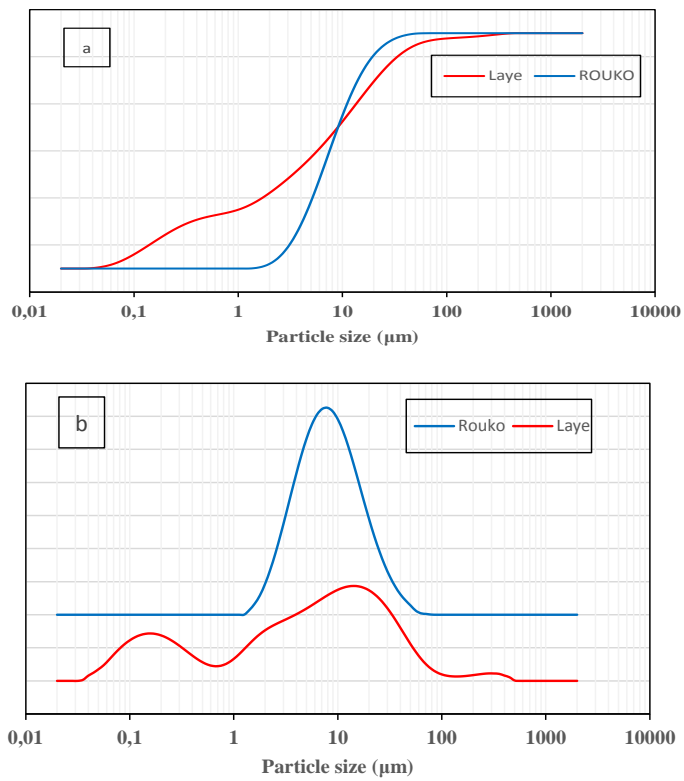 a
Laye ROUKO
0,01 0,1 1 10 100 1000 10000
Particle size (µm)
b
Rouko Laye
0,01 0,1 1 10 100 1000 10000
Particle size (µm)